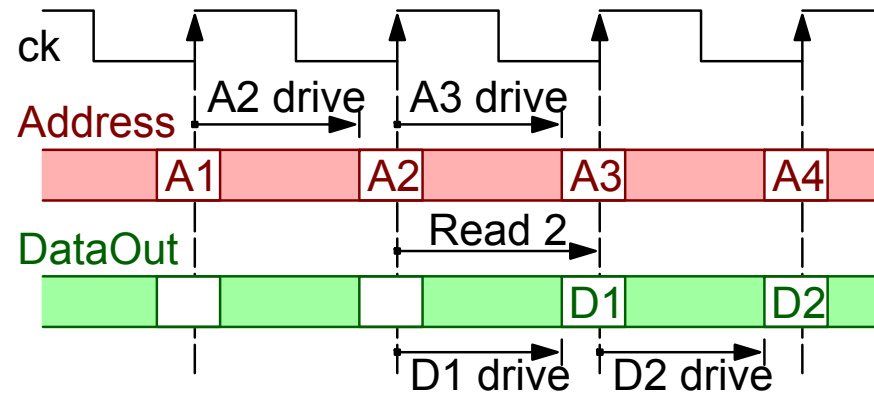 ck
A2 drive A3 drive
Address
A1 A2 A3 A4
Read 2
DataOut
D1 D2
D1 drive D2 drive